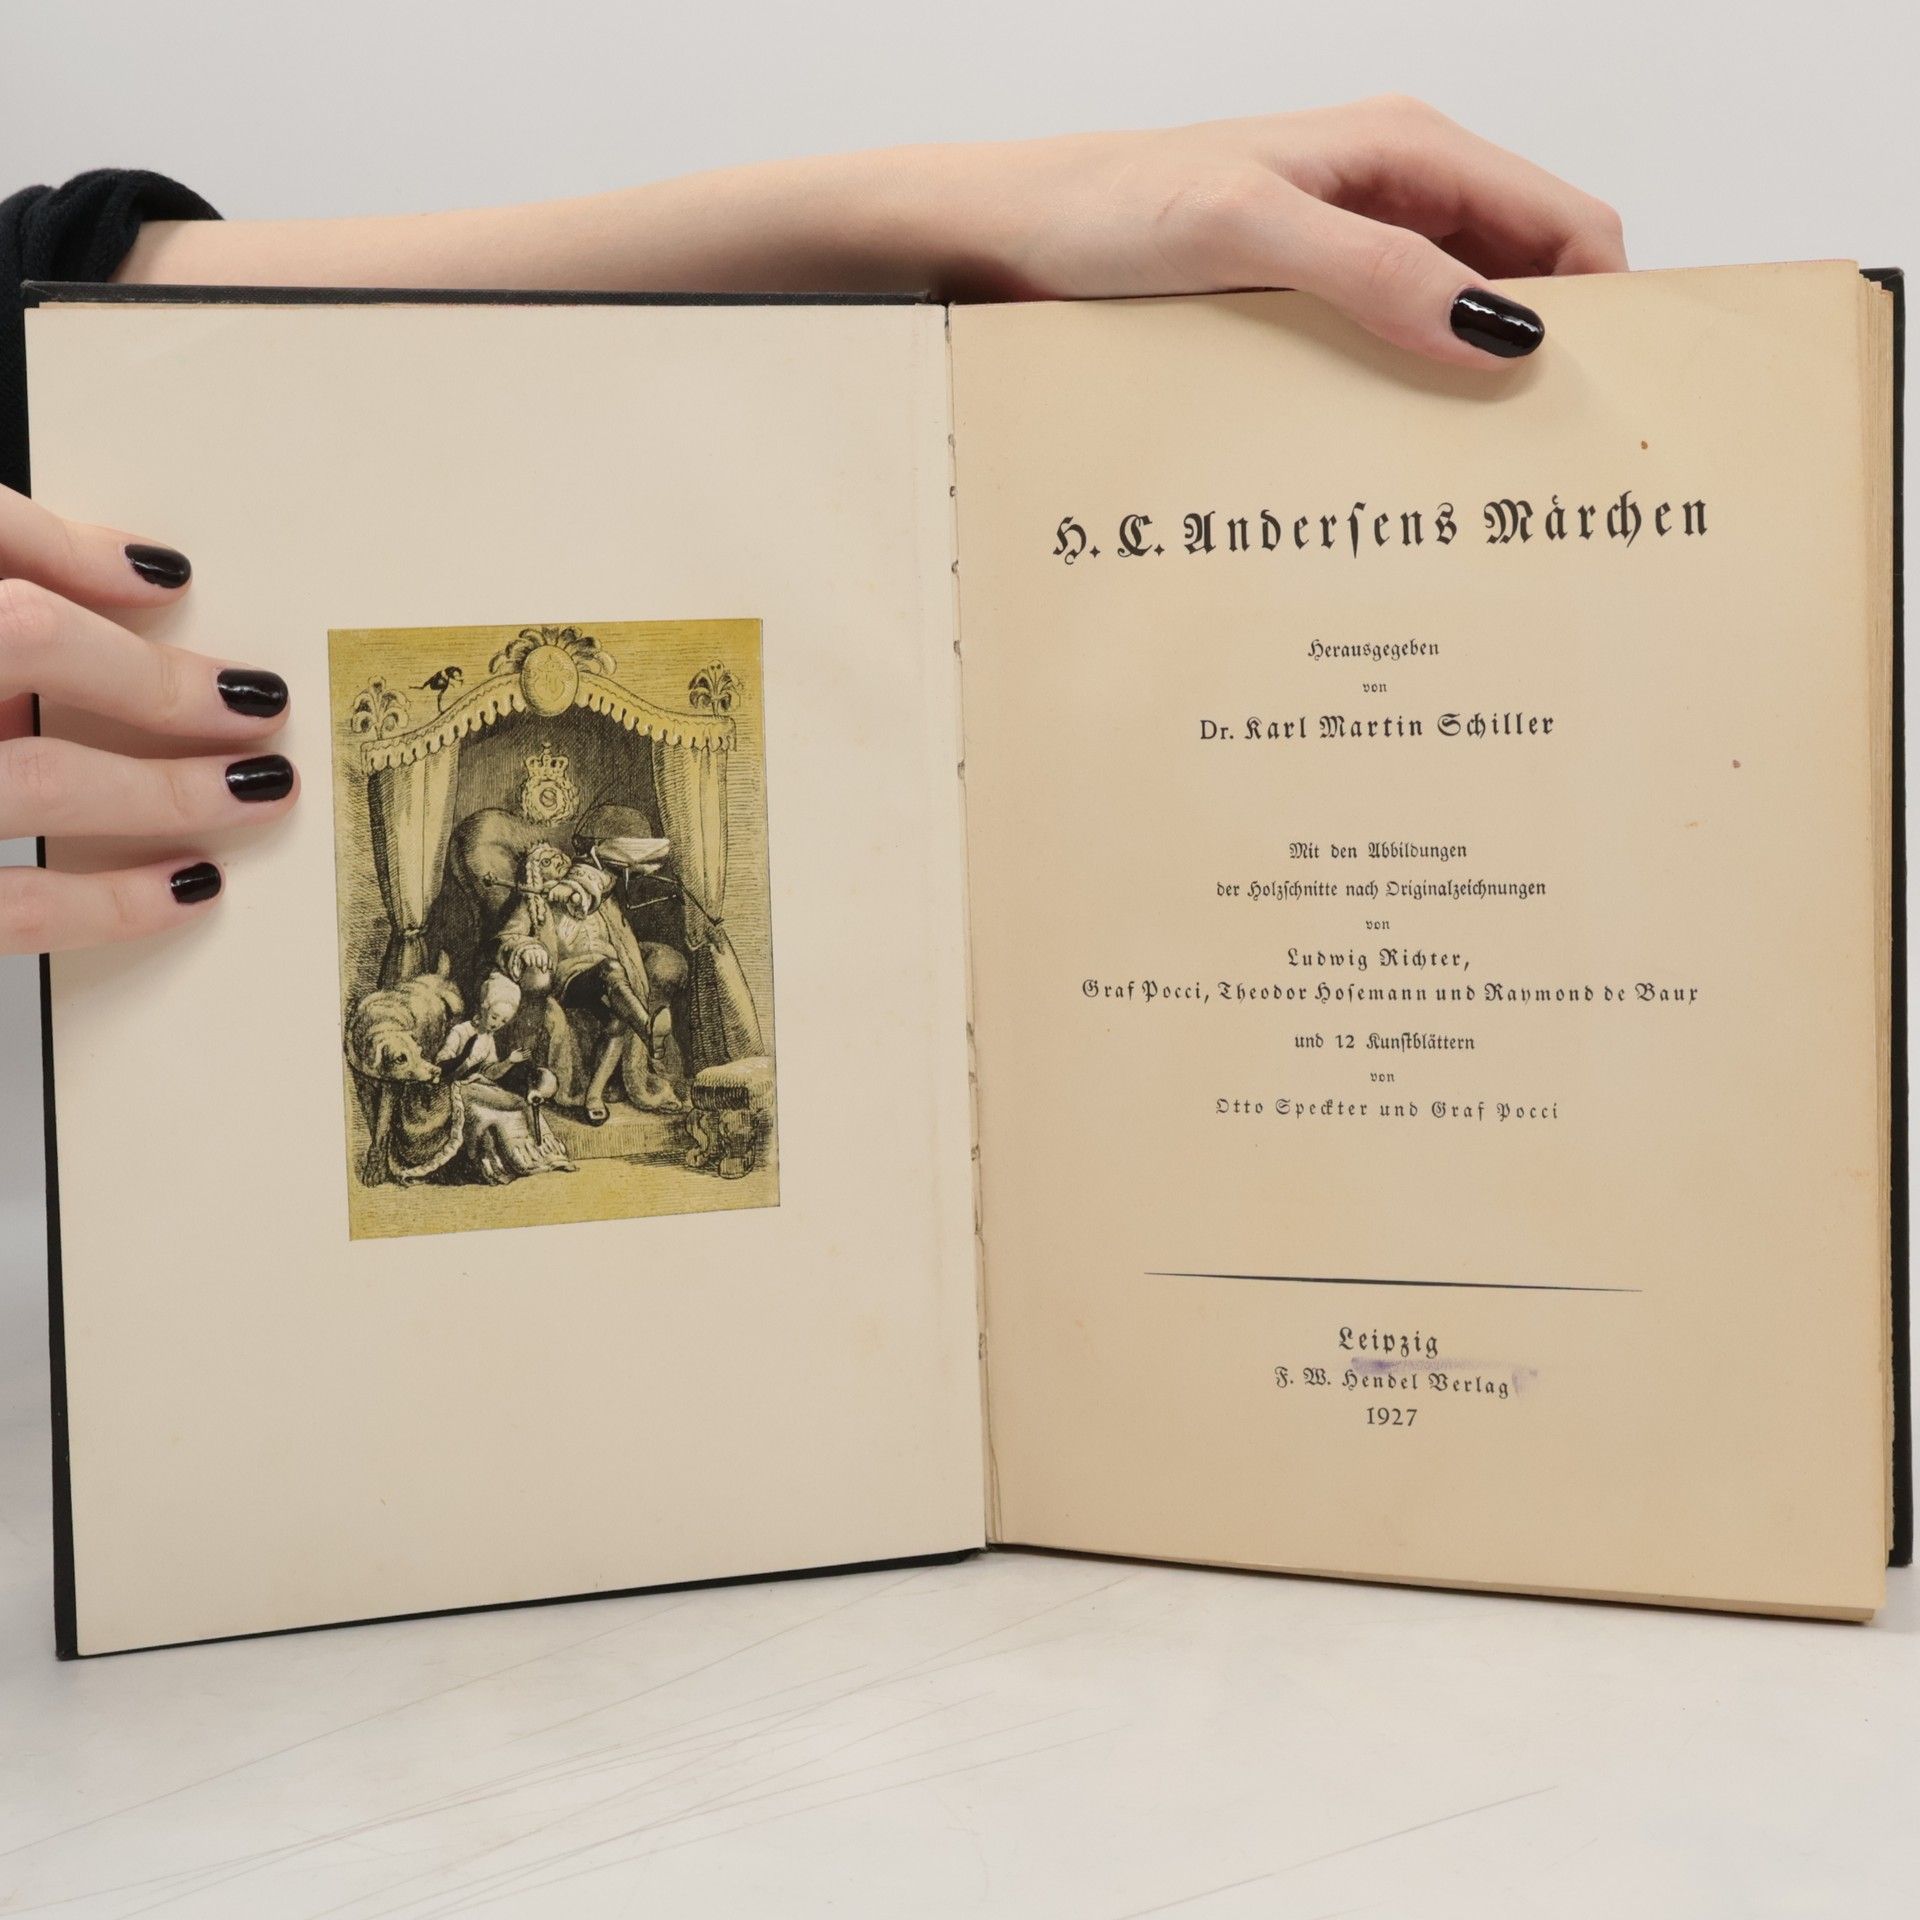 H. C. Anderſens Märchen
Herausgegeben
von
Dr. Karl Martin Schiller
Mit den Abbildungen
der Holzſchnitte nach Originalzeichnungen
von
Ludwig Richter,
Graf Pocci, Theodor Hoſemann und Raymond de Baux
und 12 Kunſtblättern
von
Otto Speckter und Graf Pocci
Leipzig
F. W. Hendel Verlag
1927